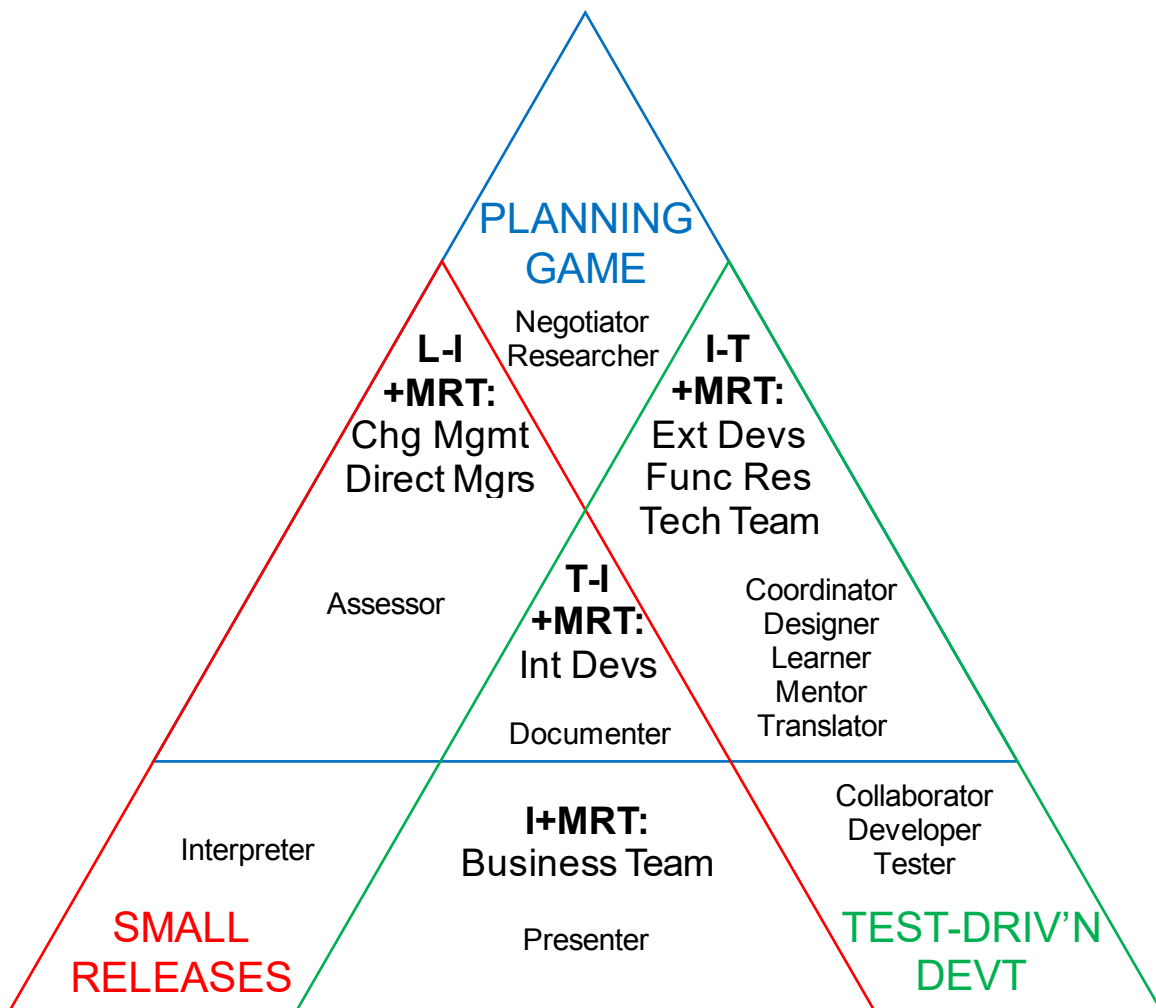 PLANNING
GAME
Negotiator
Researcher
L-I
+MRT:
Chg Mgmt
Direct Mgrs
I-T
+MRT:
Ext Devs
Func Res
Tech Team
Assessor
T-I
+MRT:
Int Devs
Documenter
Coordinator
Designer
Learner
Mentor
Translator
Interpreter
I+MRT:
Business Team
Presenter
Collaborator
Developer
Tester
SMALL
RELEASES
TEST-DRIV’N
DEVT